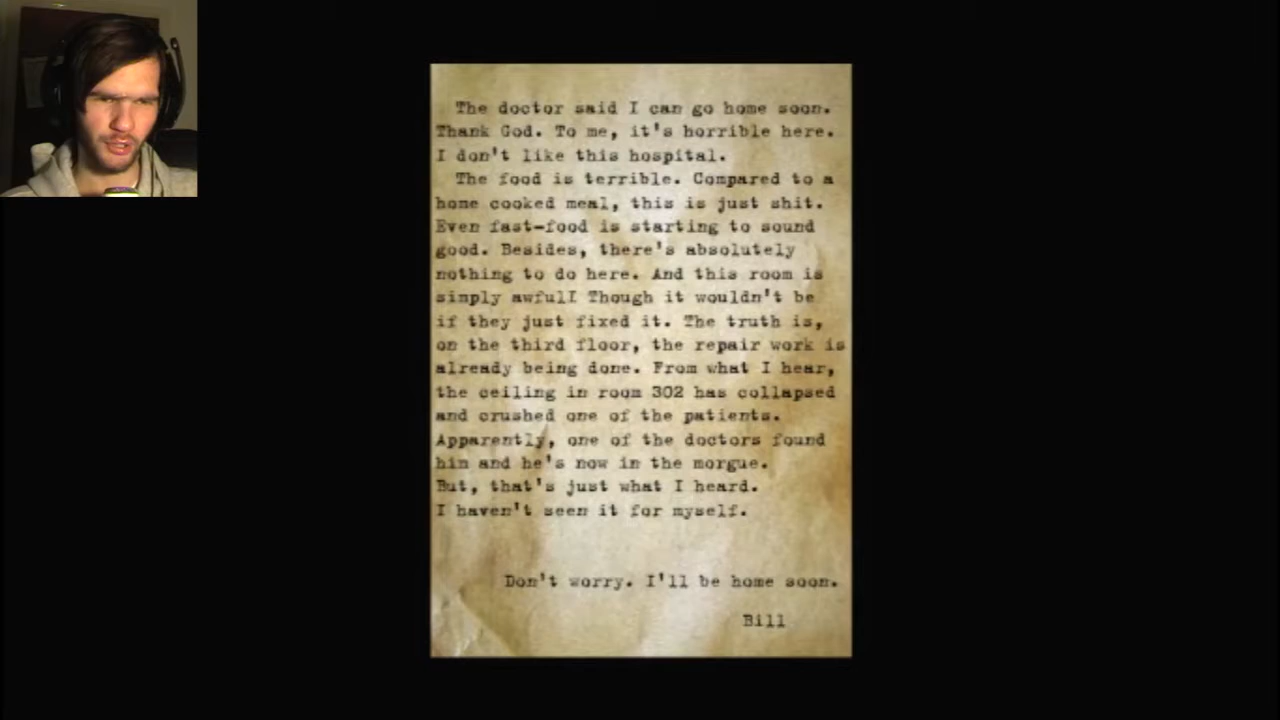 The doctor said I can go home soon.
Thank God. To me, it's horrible here.
I don't like this hospital.
The food is terrible. Compared to a
home cooked meal, this is just shit.
Even fast-food is starting to sound
good. Besides, there's absolutely
nothing to do here. And this room is
simply awful! Though it wouldn't be
if they just fixed it. The truth is,
on the third floor, the repair work is
already being done. From what I hear,
the ceiling in room 302 has collapsed
and crushed one of the patients.
Apparently, one of the doctors found
him and he's now in the morgue.
But, that's just what I heard.
I haven't seen it for myself.
Don't worry. I'll be home soon.
Bill